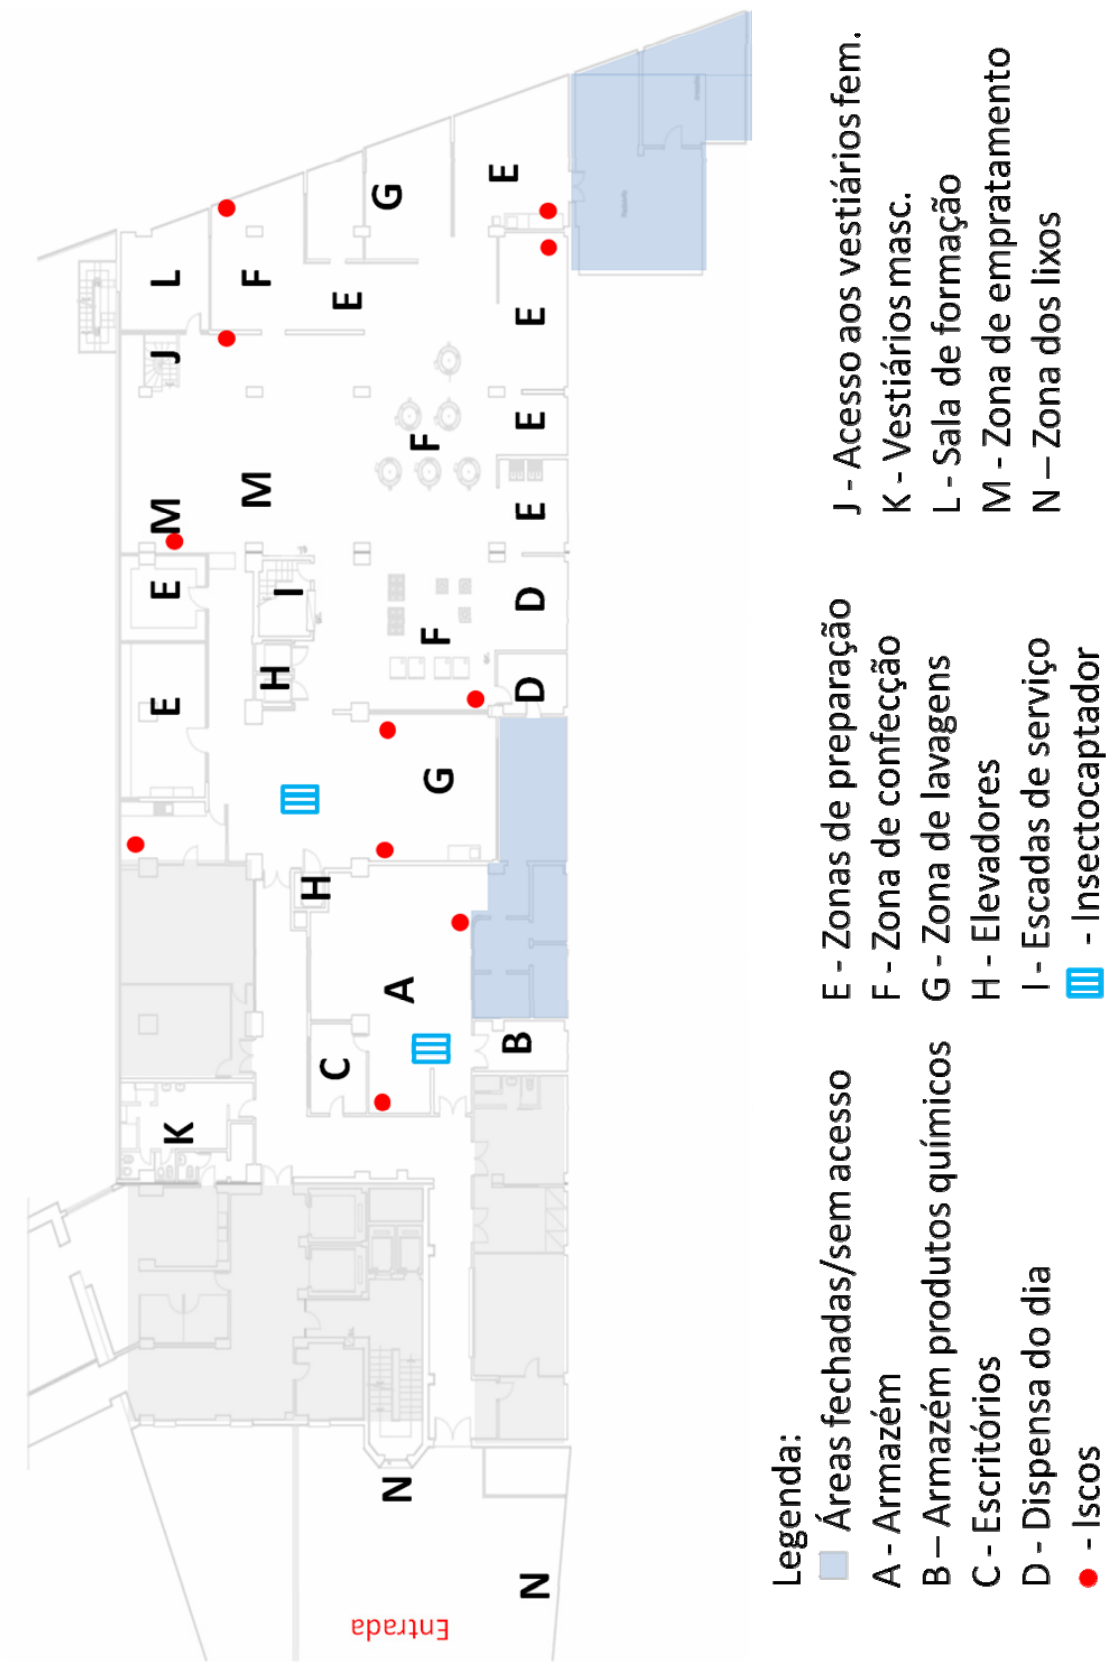 L
J
F
G
E
E
E
M
M
F
E
E
E
I
E
H
F
D
D
E
G
H
A
C
B
K
N
N
Entrada
Legenda:
Áreas fechadas/sem acesso
A - Armazém
B – Armazém produtos químicos
C - Escritórios
D - Dispensa do dia
- Iscos
E - Zonas de preparação
F - Zona de confecção
G - Zona de lavagens
H - Elevadores
I - Escadas de serviço
- Insectocaptador
J - Acesso aos vestiários fem.
K - Vestiários masc.
L - Sala de formação
M - Zona de empratamento
N – Zona dos lixos